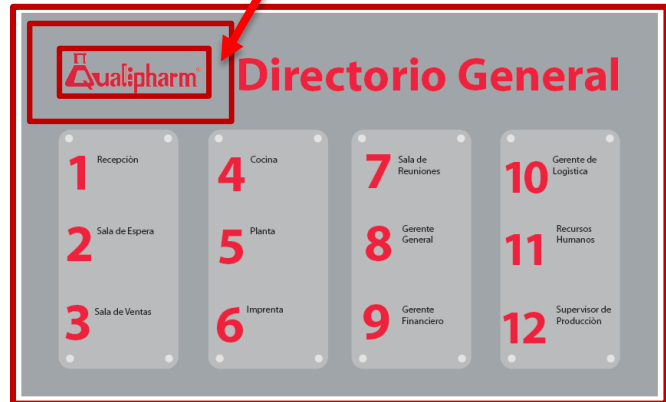 Qualipharm®
Directorio General
1 Recepción
2 Sala de Espera
3 Sala de Ventas
4 Cocina
5 Planta
6 Imprenta
7 Sala de
Reuniones
8 Gerente
General
9 Gerente
Financiero
10 Gerente de
Logìstica
11 Recursos
Humanos
12 Supervisor de
Producciòn